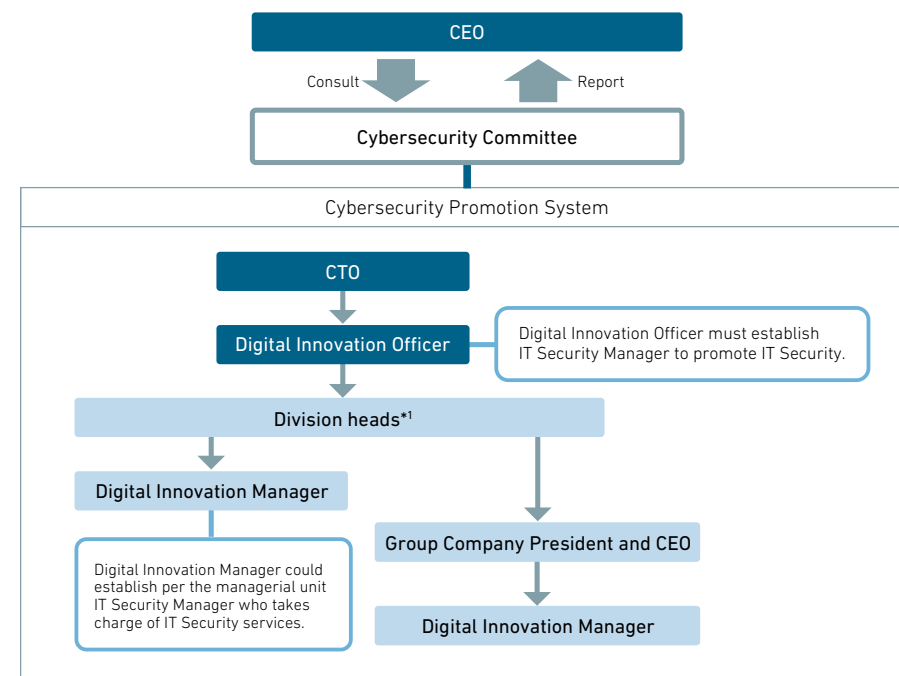 CEO
Consult
Report
Cybersecurity Committee
Cybersecurity Promotion System
CTO
Digital Innovation Officer
Digital Innovation Officer must establish
IT Security Manager to promote IT Security.
Division heads*1
Digital Innovation Manager
Digital Innovation Manager could
establish per the managerial unit
IT Security Manager who takes
charge of IT Security services.
Group Company President and CEO
Digital Innovation Manager